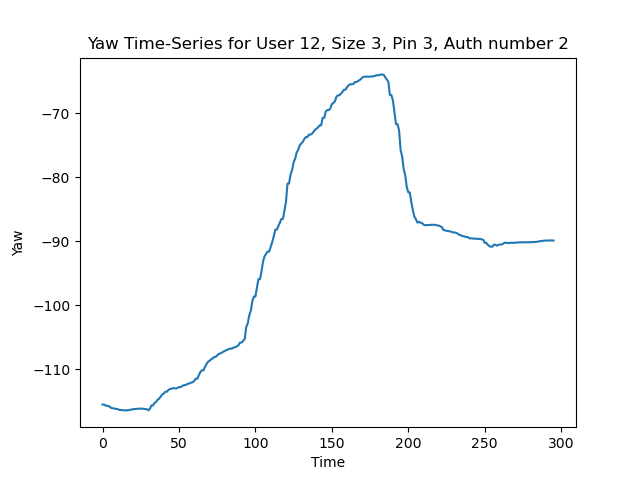 Yaw Time-Series for User 12, Size 3, Pin 3, Auth number 2
Yaw
−70
−80
−90
−100
−110
0 50 100 150 200 250 300
Time